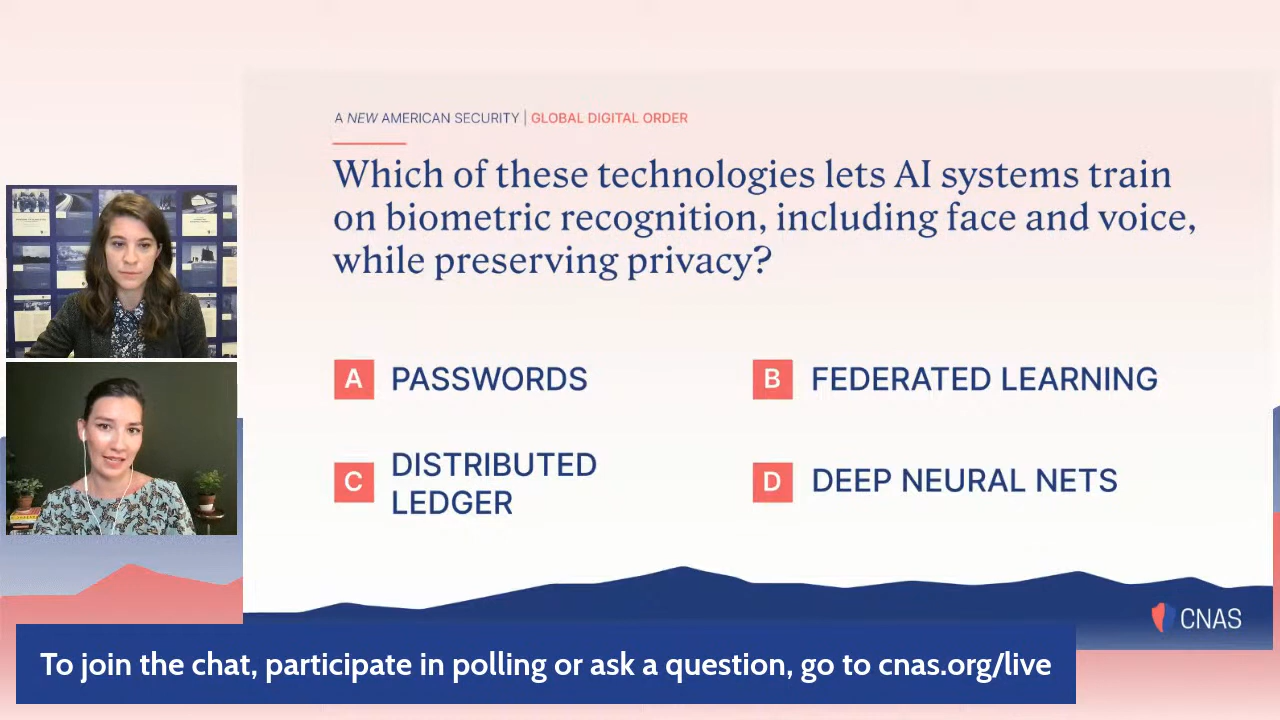 A NEW AMERICAN SECURITY | GLOBAL DIGITAL ORDER
Which of these technologies lets AI systems train
on biometric recognition, including face and voice,
while preserving privacy?
A PASSWORDS
B FEDERATED LEARNING
C DISTRIBUTED
LEDGER
D DEEP NEURAL NETS
CNAS
To join the chat, participate in polling or ask a question, go to cnas.org/live